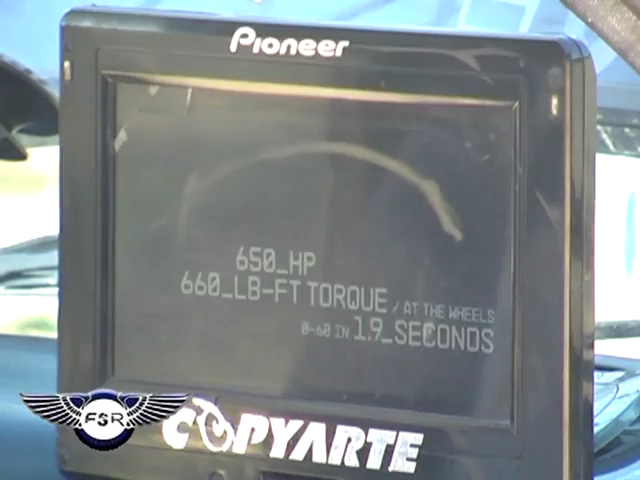 Pioneer
650_HP
660_LB-FT TORQUE / AT THE WHEELS
0-60 IN 1.9_SECONDS
FSR
COPYARTE